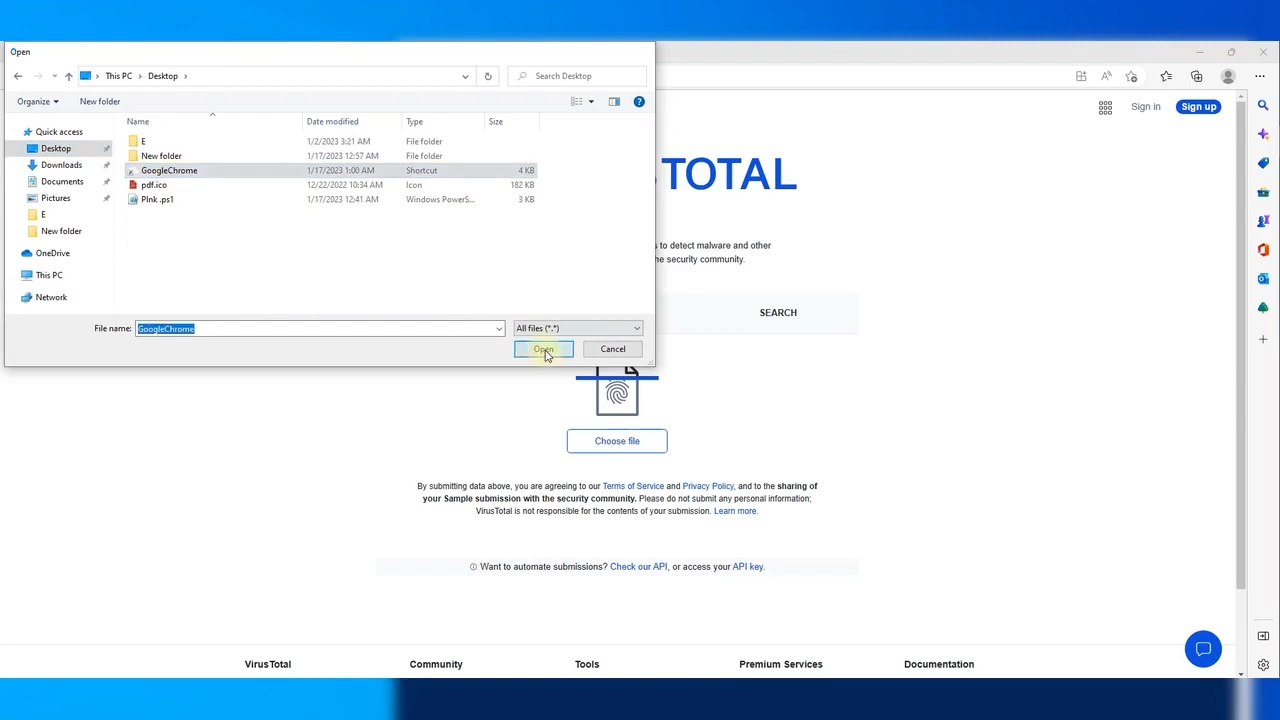 Open
This PC
Desktop
Search Desktop
Organize
New folder
Name
Date modified
Type
Size
Quick access
Desktop
Downloads
Documents
Pictures
E
New folder
OneDrive
This PC
Network
E 1/2/2023 3:21 AM File folder
New folder 1/17/2023 12:57 AM File folder
GoogleChrome 1/17/2023 1:00 AM Shortcut 4 KB
pdf.ico 12/22/2022 10:34 AM Icon 182 KB
PInk .ps1 1/17/2023 12:41 AM Windows PowerS... 3 KB
File name: GoogleChrome
All files (*.*)
Open
Cancel
Sign in
Sign up
TOTAL
s to detect malware and other
he security community.
SEARCH
Choose file
By submitting data above, you are agreeing to our Terms of Service and Privacy Policy, and to the sharing of
your Sample submission with the security community. Please do not submit any personal information;
VirusTotal is not responsible for the contents of your submission. Learn more.
Want to automate submissions? Check our API, or access your API key.
VirusTotal
Community
Tools
Premium Services
Documentation